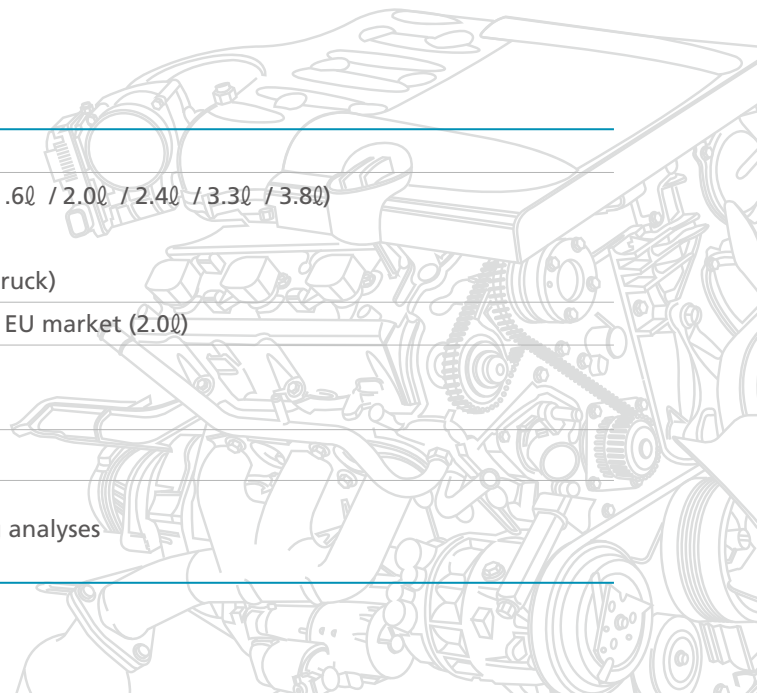 .6ℓ / 2.0ℓ / 2.4ℓ / 3.3ℓ / 3.8ℓ)
ruck)
EU market (2.0ℓ)
analyses